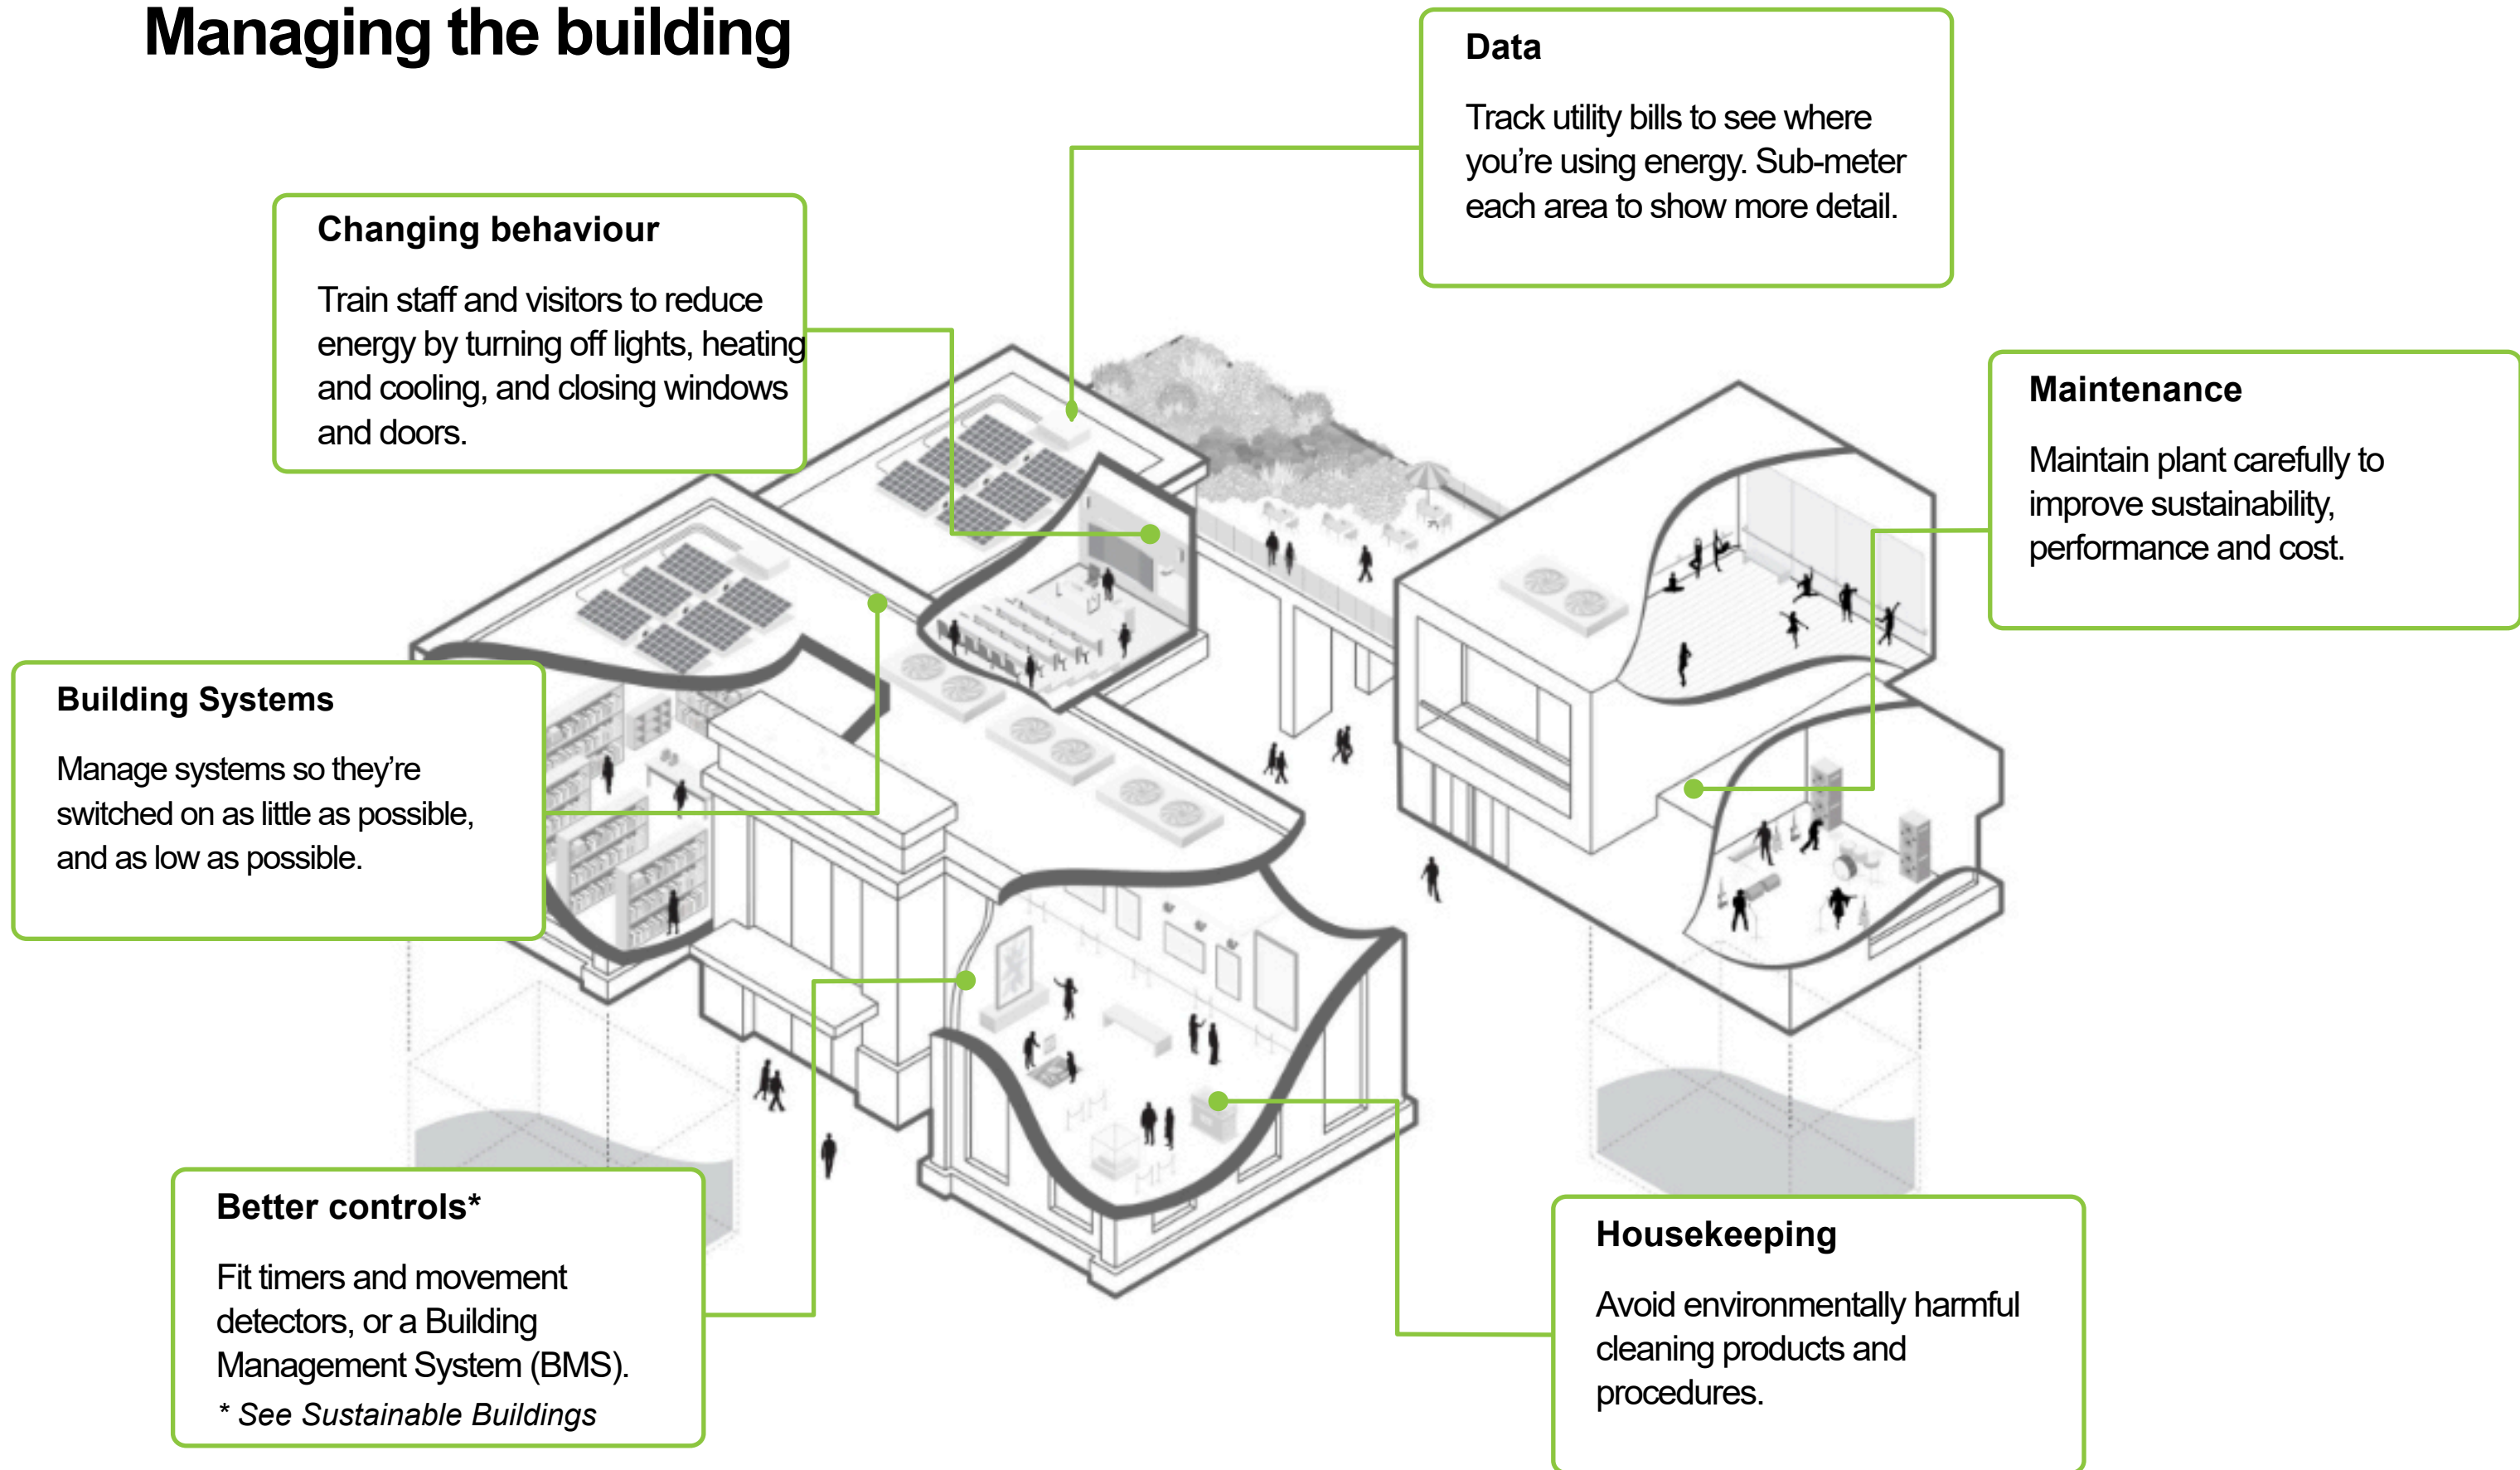 Managing the building
Data
Track utility bills to see where
you’re using energy. Sub-meter
each area to show more detail.
Changing behaviour
Train staff and visitors to reduce
energy by turning off lights, heating
and cooling, and closing windows
and doors.
Maintenance
Maintain plant carefully to
improve sustainability,
performance and cost.
Building Systems
Manage systems so they’re
switched on as little as possible,
and as low as possible.
Better controls*
Fit timers and movement
detectors, or a Building
Management System (BMS).
* See Sustainable Buildings
Housekeeping
Avoid environmentally harmful
cleaning products and
procedures.